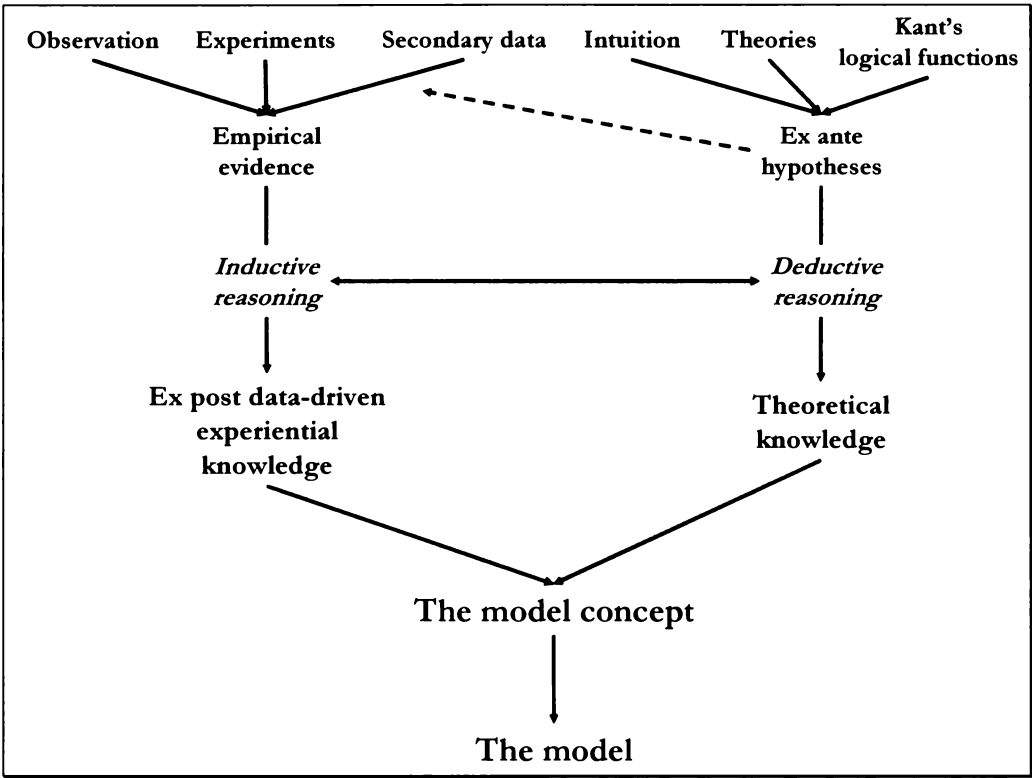 Observation
Experiments
Secondary data
Intuition
Theories
Kant's
logical functions
Empirical
evidence
Ex ante
hypotheses
Inductive
reasoning
Deductive
reasoning
Ex post data-driven
experiential
knowledge
Theoretical
knowledge
The model concept
The model